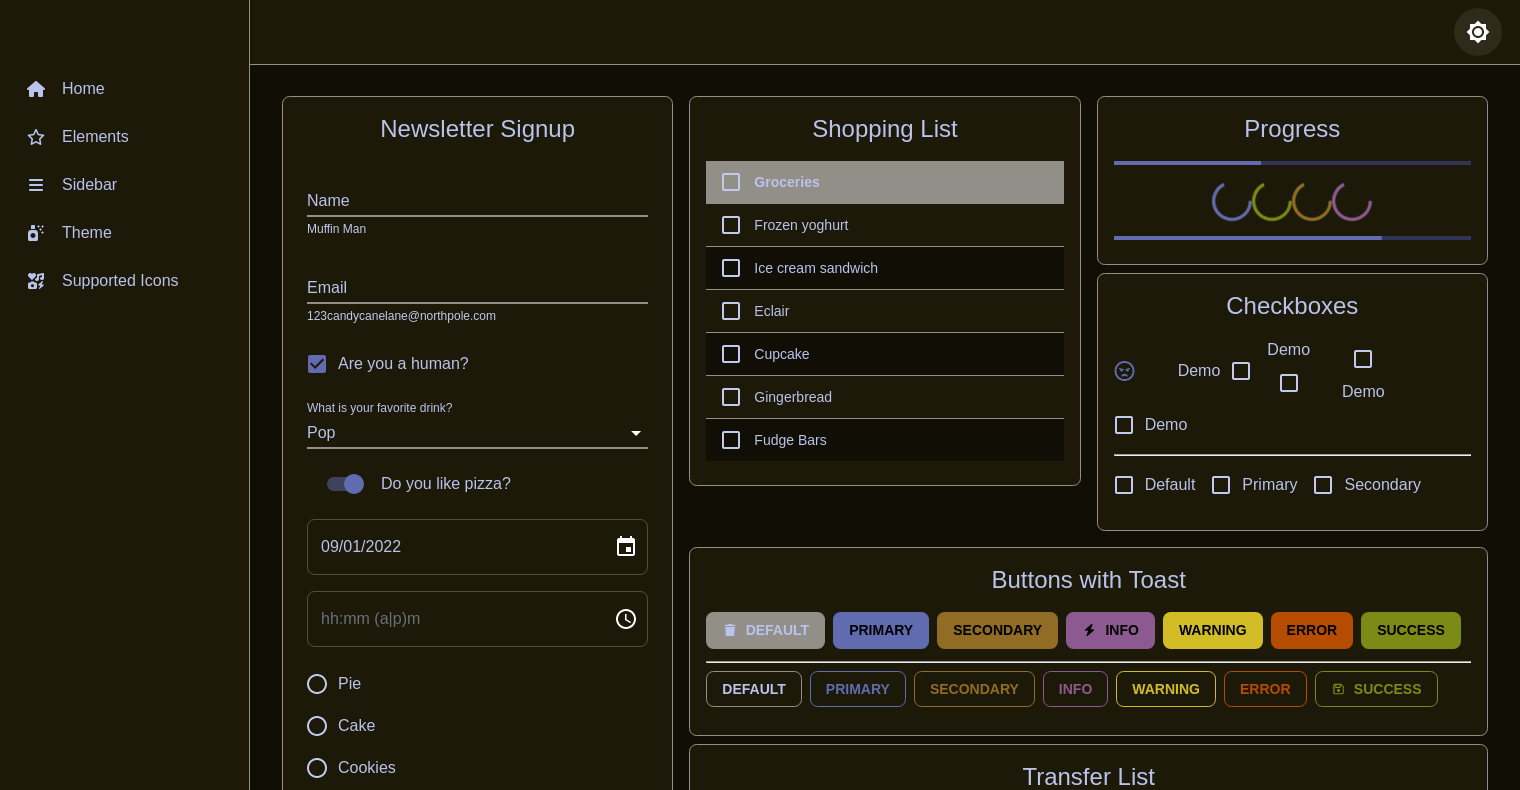 Home
Elements
Sidebar
Theme
Supported Icons
Newsletter Signup
Name
Muffin Man
Email
123candycanelane@northpole.com
Are you a human?
What is your favorite drink?
Pop
Do you like pizza?
09/01/2022
hh:mm (a|p)m
Pie
Cake
Cookies
Shopping List
Groceries
Frozen yoghurt
Ice cream sandwich
Eclair
Cupcake
Gingerbread
Fudge Bars
Progress
Checkboxes
Demo
Demo
Demo
Demo
Default Primary Secondary
Buttons with Toast
DEFAULT PRIMARY SECONDARY INFO WARNING ERROR SUCCESS
DEFAULT PRIMARY SECONDARY INFO WARNING ERROR SUCCESS
Transfer List